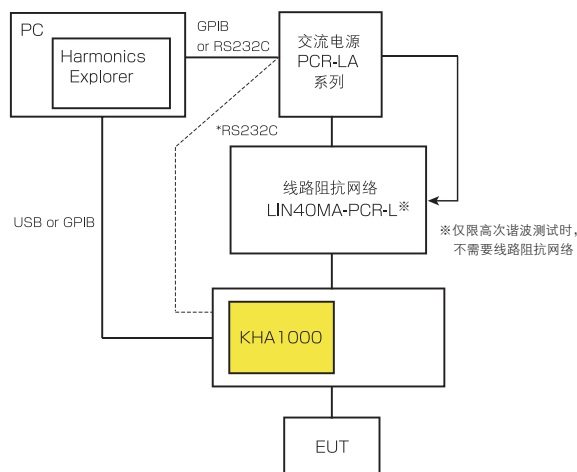 PC
Harmonics
Explorer
GPIB
or RS232C
交流电源
PCR-LA
系列
*RS232C
线路阻抗网络
LIN40MA-PCR-L※
※仅限高次谐波测试时，
不需要线路阻抗网络
USB or GPIB
KHA1000
EUT